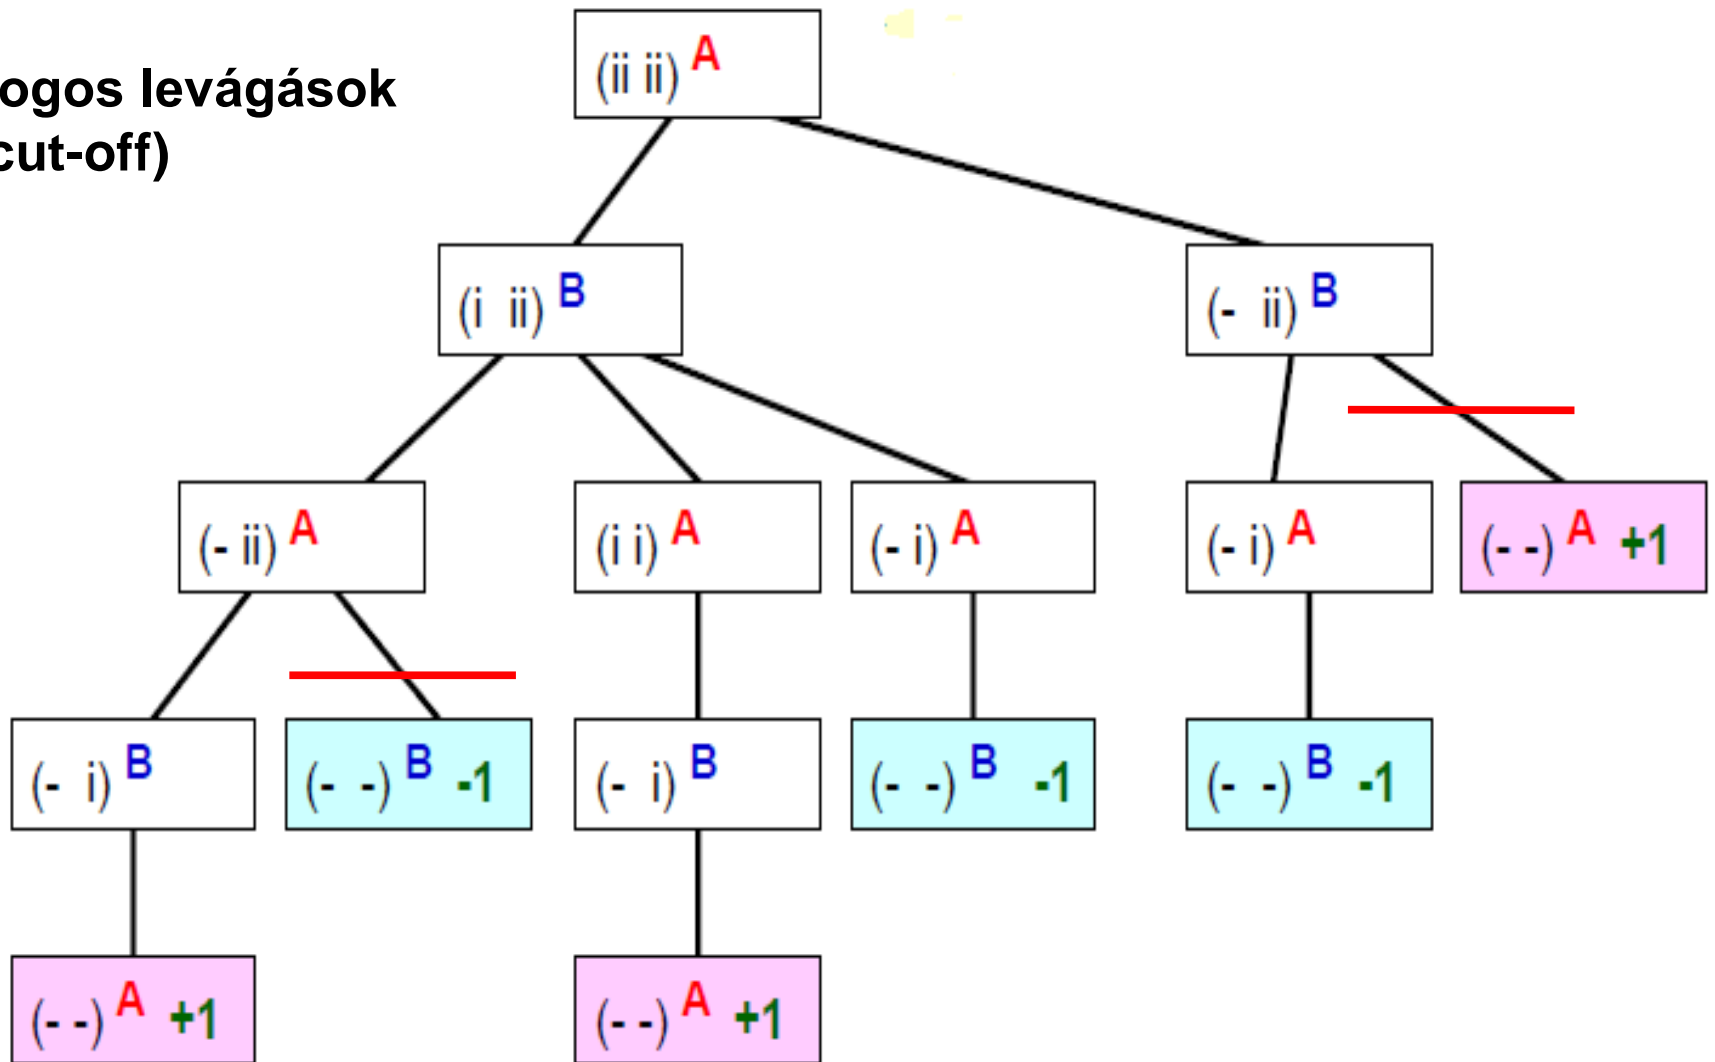 ogos levágások
cut-off)
(ii ii) A
(i ii) B
(- ii) B
(- ii) A
(i i) A
(- i) A
(- i) A
(- -) A +1
(- i) B
(- -) B -1
(- i) B
(- -) B -1
(- -) B -1
(- -) A +1
(- -) A +1